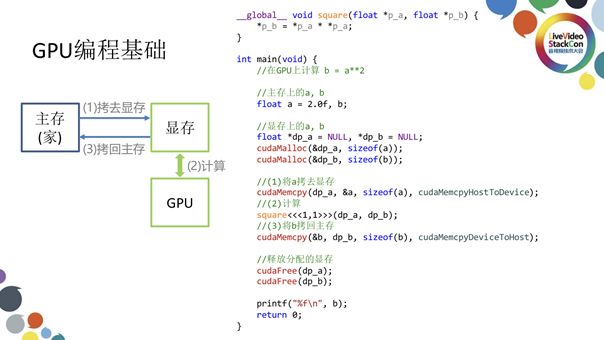 GPU编程基础
LiveVideo
StackCon
音视频技术大会
主存
(家)
(1)拷去显存
(3)拷回主存
显存
(2)计算
GPU
__global__ void square(float *p_a, float *p_b) {
    *p_b = *p_a * *p_a;
}
int main(void) {
    //在GPU上计算 b = a**2
    //主存上的a, b
    float a = 2.0f, b;
    //显存上的a, b
    float *dp_a = NULL, *dp_b = NULL;
    cudaMalloc(&dp_a, sizeof(a));
    cudaMalloc(&dp_b, sizeof(b));
    //(1)将a拷去显存
    cudaMemcpy(dp_a, &a, sizeof(a), cudaMemcpyHostToDevice);
    //(2)计算
    square<<<1,1>>>(dp_a, dp_b);
    //(3)将b拷回主存
    cudaMemcpy(&b, dp_b, sizeof(b), cudaMemcpyDeviceToHost);
    //释放分配的显存
    cudaFree(dp_a);
    cudaFree(dp_b);
    printf("%f\n", b);
    return 0;
}